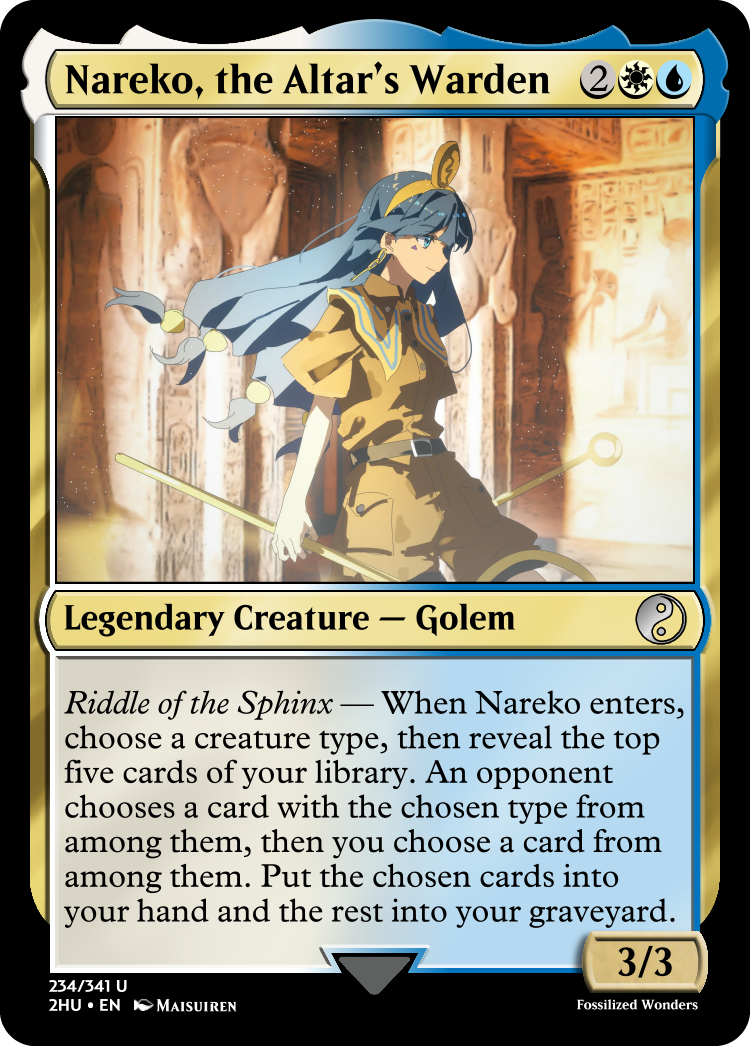 Nareko, the Altar's Warden 2
Legendary Creature — Golem
Riddle of the Sphinx — When Nareko enters,
choose a creature type, then reveal the top
five cards of your library. An opponent
chooses a card with the chosen type from
among them, then you choose a card from
among them. Put the chosen cards into
your hand and the rest into your graveyard.
3/3
234/341 U
2HU • EN Maisuiren
Fossilized Wonders